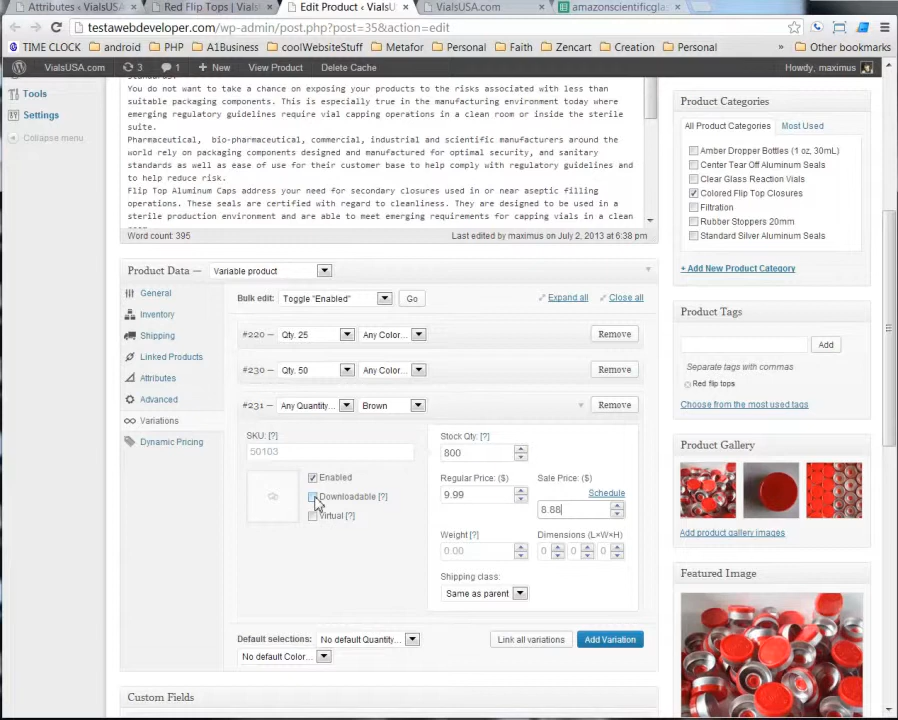 Attributes ‹ VialsUSA ×
Red Flip Tops | VialsU ×
Edit Product ‹ VialsUS ×
VialsUSA.com ×
amazonscientificgla ×
testawebdeveloper.com/wp-admin/post.php?post=35&action=edit
TIME CLOCK android PHP A1Business coolWebsiteStuff Metafor Personal Faith Zencart Creation Personal » Other bookmarks
VialsUSA.com 3 1 + New View Product Delete Cache Howdy, maximus
Tools
Settings
Collapse menu
standards.
You do not want to take a chance on exposing your products to the risks associated with less than
suitable packaging components. This is especially true in the manufacturing environment today where
emerging regulatory guidelines require vial capping operations in a clean room or inside the sterile
suite.
Pharmaceutical, bio-pharmaceutical, commercial, industrial and scientific manufacturers around the
world rely on packaging components designed and manufactured for optimal security, and sanitary
standards as well as ease of use for their customer base to help comply with regulatory guidelines and
to help reduce risk.
Flip Top Aluminum Caps address your need for secondary closures used in or near aseptic filling
operations. These seals are certified with regard to cleanliness. They are designed to be used in a
sterile production environment and are able to meet emerging requirements for capping vials in a clean
Word count: 395 Last edited by maximus on July 2, 2013 at 6:38 pm
Product Data — Variable product
General
Inventory
Shipping
Linked Products
Attributes
Advanced
Variations
Dynamic Pricing
Bulk edit: Toggle "Enabled" Go Expand all Close all
#220 — Qty. 25 Any Color... Remove
#230 — Qty. 50 Any Color... Remove
#231 — Any Quantity... Brown Remove
SKU: [?]
50103
Enabled
Downloadable [?]
Virtual [?]
Stock Qty: [?]
800
Regular Price: ($) Sale Price: ($)
Schedule
9.99 8.88
Weight [?] Dimensions (L×W×H)
0.00 0 0 0
Shipping class:
Same as parent
Default selections: No default Quantity... Link all variations Add Variation
No default Color...
Custom Fields
Product Categories
All Product Categories Most Used
Amber Dropper Bottles (1 oz, 30mL)
Center Tear Off Aluminum Seals
Clear Glass Reaction Vials
Colored Flip Top Closures
Filtration
Rubber Stoppers 20mm
Standard Silver Aluminum Seals
+ Add New Product Category
Product Tags
Add
Separate tags with commas
Red flip tops
Choose from the most used tags
Product Gallery
Add product gallery images
Featured Image